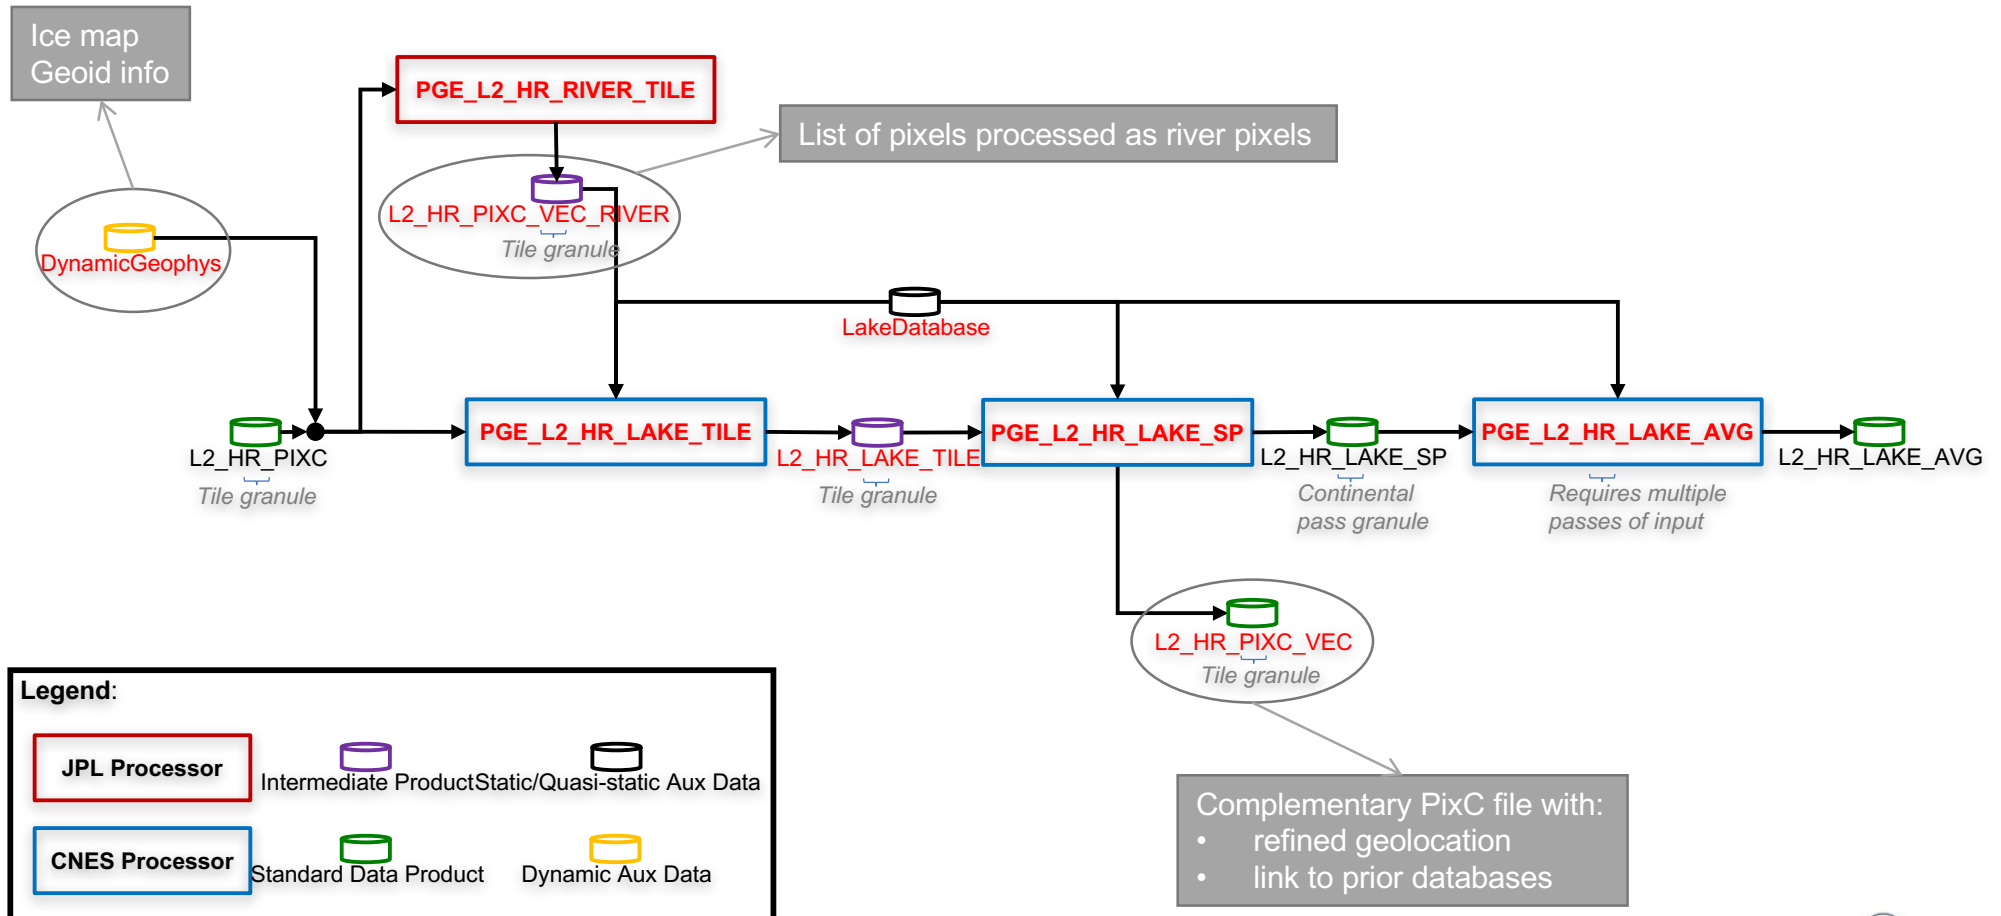 Ice map
Geoid info
PGE_L2_HR_RIVER_TILE
List of pixels processed as river pixels
L2_HR_PIXC_VEC_RIVER
Tile granule
DynamicGeophys
LakeDatabase
PGE_L2_HR_LAKE_TILE
PGE_L2_HR_LAKE_SP
PGE_L2_HR_LAKE_AVG
L2_HR_PIXC
Tile granule
L2_HR_LAKE_TILE
Tile granule
L2_HR_LAKE_SP
Continental
pass granule
Requires multiple
passes of input
L2_HR_LAKE_AVG
L2_HR_PIXC_VEC
Tile granule
Complementary PixC file with:
• refined geolocation
• link to prior databases
Legend:
JPL Processor
Intermediate Product
Static/Quasi-static Aux Data
CNES Processor
Standard Data Product
Dynamic Aux Data